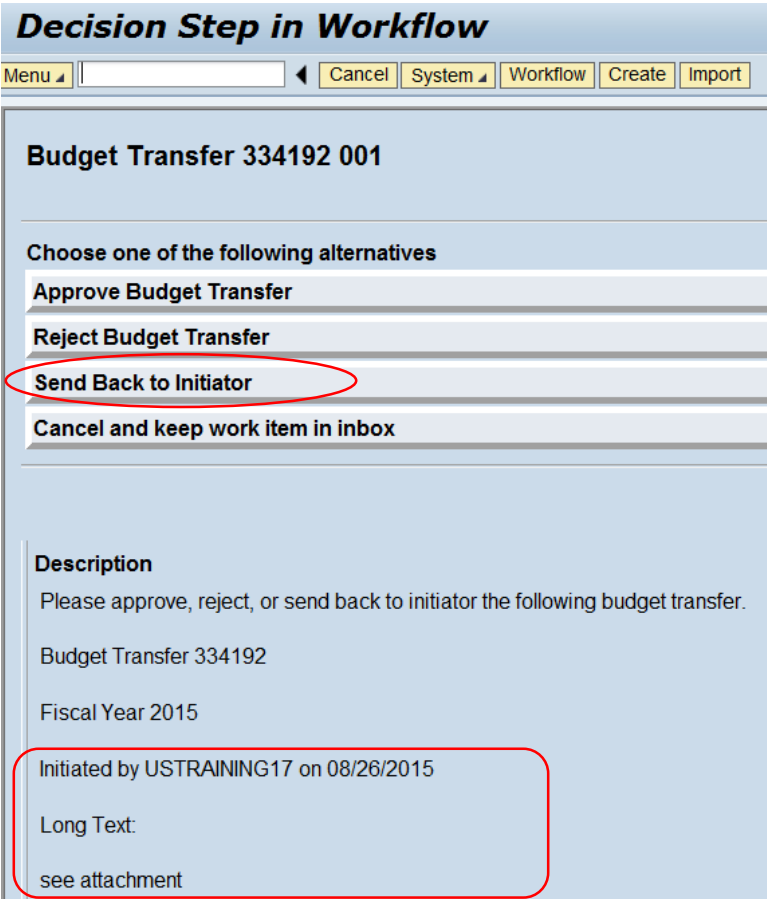 Decision Step in Workflow
Menu Cancel System Workflow Create Import
Budget Transfer 334192 001
Choose one of the following alternatives
Approve Budget Transfer
Reject Budget Transfer
Send Back to Initiator
Cancel and keep work item in inbox
Description
Please approve, reject, or send back to initiator the following budget transfer.
Budget Transfer 334192
Fiscal Year 2015
Initiated by USTRAINING17 on 08/26/2015
Long Text:
see attachment